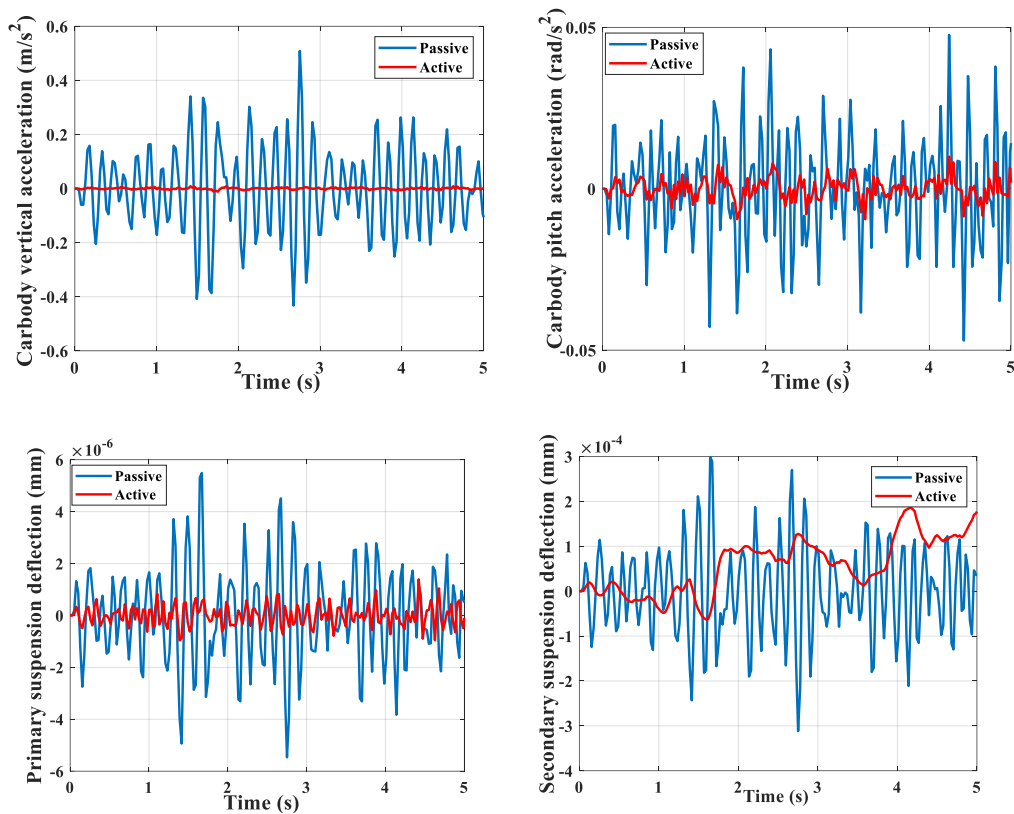 Carbody vertical acceleration (m/s²)
0.6
0.4
0.2
0
-0.2
-0.4
-0.6
Passive
Active
0 1 2 3 4 5
Time (s)
Carbody pitch acceleration (rad/s²)
0.05
0
-0.05
Passive
Active
0 1 2 3 4 5
Time (s)
Primary suspension deflection (mm)
×10⁻⁶
6
4
2
0
-2
-4
-6
Passive
Active
0 1 2 3 4 5
Time (s)
Secondary suspension deflection (mm)
×10⁻⁴
3
2
1
0
-1
-2
-3
-4
Passive
Active
0 1 2 3 4 5
Time (s)